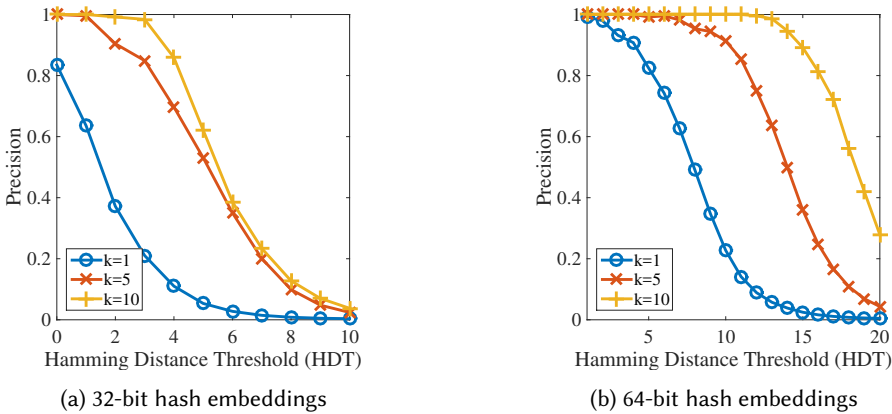 1
0.8
0.6
0.4
0.2
0
Precision
k=1
k=5
k=10
0 2 4 6 8 10
Hamming Distance Threshold (HDT)
(a) 32-bit hash embeddings
1
0.8
0.6
0.4
0.2
0
Precision
k=1
k=5
k=10
5 10 15 20
Hamming Distance Threshold (HDT)
(b) 64-bit hash embeddings